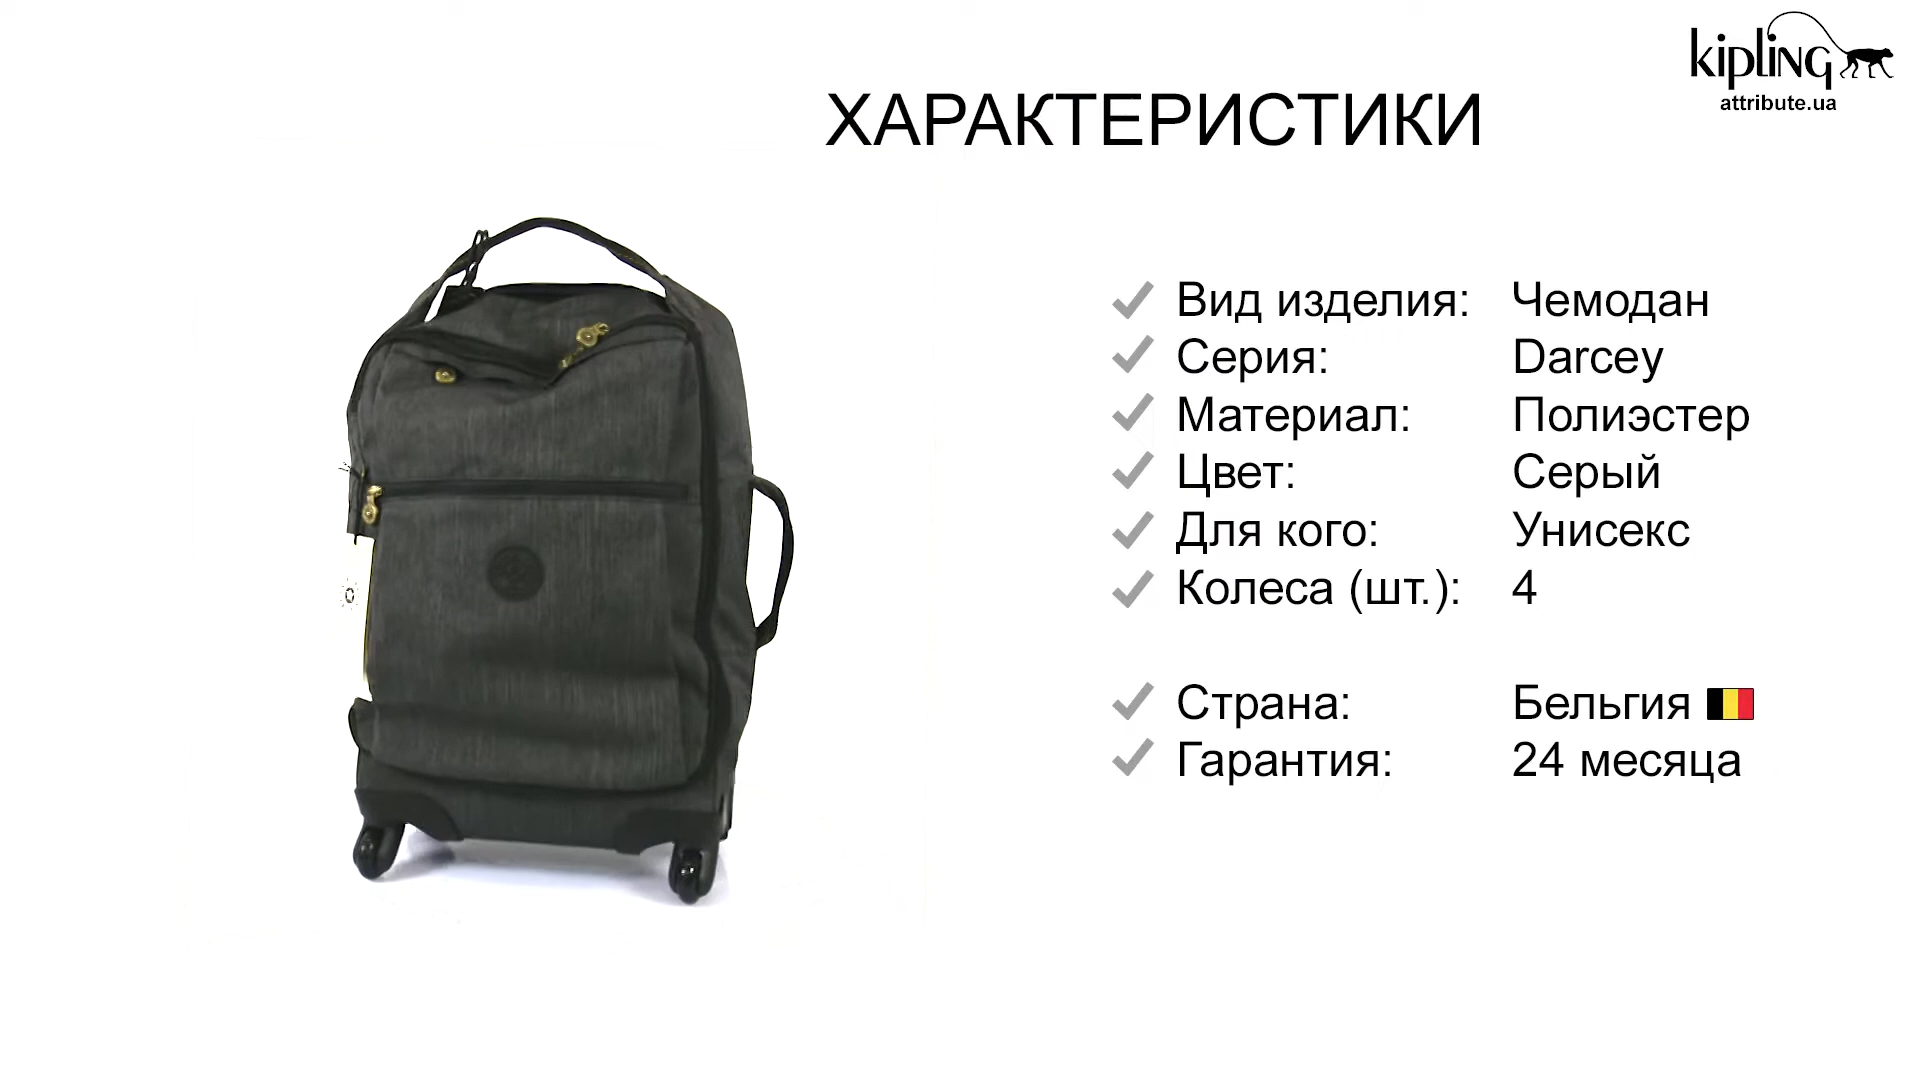 kipling
attribute.ua
ХАРАКТЕРИСТИКИ
Вид изделия: Чемодан
Серия: Darcey
Материал: Полиэстер
Цвет: Серый
Для кого: Унисекс
Колеса (шт.): 4
Страна: Бельгия
Гарантия: 24 месяца